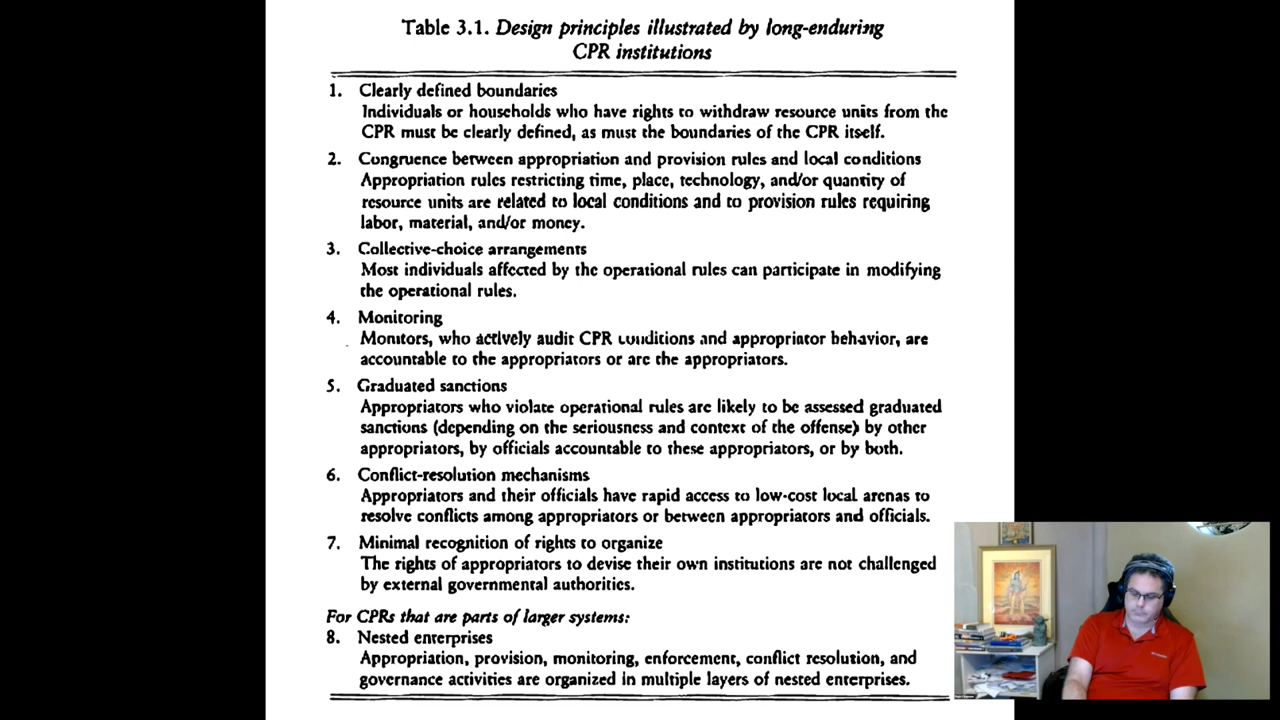 Table 3.1. Design principles illustrated by long-enduring
CPR institutions
1. Clearly defined boundaries
Individuals or households who have rights to withdraw resource units from the
CPR must be clearly defined, as must the boundaries of the CPR itself.
2. Congruence between appropriation and provision rules and local conditions
Appropriation rules restricting time, place, technology, and/or quantity of
resource units are related to local conditions and to provision rules requiring
labor, material, and/or money.
3. Collective-choice arrangements
Most individuals affected by the operational rules can participate in modifying
the operational rules.
4. Monitoring
Monitors, who actively audit CPR conditions and appropriator behavior, are
accountable to the appropriators or are the appropriators.
5. Graduated sanctions
Appropriators who violate operational rules are likely to be assessed graduated
sanctions (depending on the seriousness and context of the offense) by other
appropriators, by officials accountable to these appropriators, or by both.
6. Conflict-resolution mechanisms
Appropriators and their officials have rapid access to low-cost local arenas to
resolve conflicts among appropriators or between appropriators and officials.
7. Minimal recognition of rights to organize
The rights of appropriators to devise their own institutions are not challenged
by external governmental authorities.
For CPRs that are parts of larger systems:
8. Nested enterprises
Appropriation, provision, monitoring, enforcement, conflict resolution, and
governance activities are organized in multiple layers of nested enterprises.